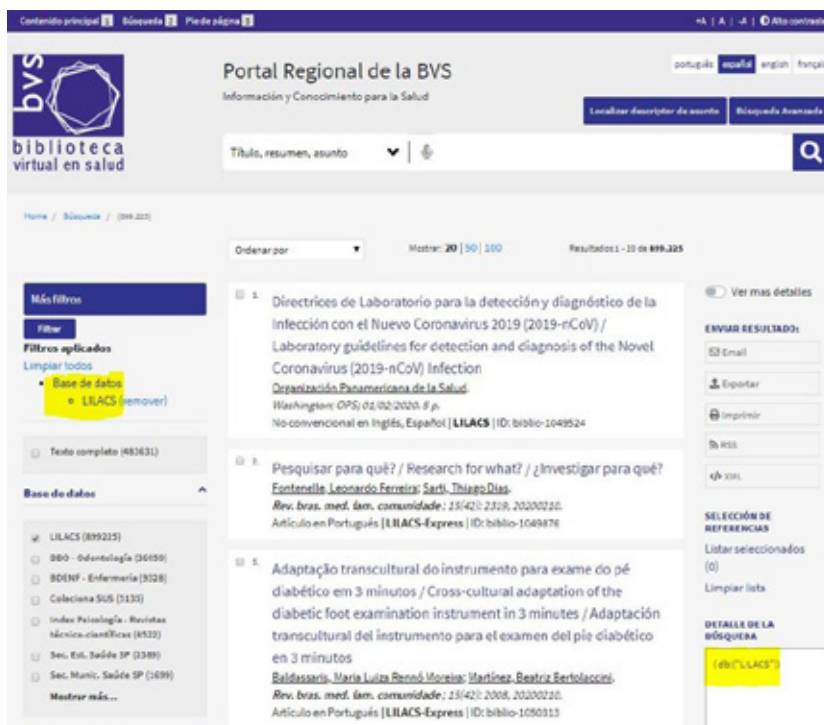 Contenido principal 1 Búsqueda 2 Pie de página 3
+A | A | -A | Alto contraste
bvs
biblioteca
virtual en salud
Portal Regional de la BVS
Información y Conocimiento para la Salud
português español english français
Localizar descriptor de asunto Búsqueda Avanzada
Título, resumen, asunto
Home / Búsqueda / (899.225)
Ordenar por
Mostrar: 20 | 50 | 100
Resultados 1 - 20 de 899.225
Más filtros
Filtrar
Filtros aplicados
Limpiar todos
Base de datos
LILACS (remover)
Texto completo (483631)
Base de datos
LILACS (899225)
BBO - Odontología (36059)
BDENF - Enfermería
Coleciona SUS
Index Psicología - Revistas
técnico-científicas
Sec. Est. Saúde SP
Sec. Munic. Saúde SP (1699)
Mostrar más...
1. Directrices de Laboratorio para la detección y diagnóstico de la
Infección con el Nuevo Coronavirus 2019 (2019-nCoV) /
Laboratory guidelines for detection and diagnosis of the Novel
Coronavirus (2019-nCoV) Infection
Organización Panamericana de la Salud.
Washington; OPS; 01/02/2020. 8 p.
No convencional en Inglés, Español | LILACS | ID: biblio-1049524
2. Pesquisar para quê? / Research for what? / ¿Investigar para qué?
Fontenelle, Leonardo Ferreira; Sarti, Thiago Dias.
Rev. bras. med. fam. comunidade ; 15(42): 2319, 20200210.
Artículo en Portugués | LILACS-Express | ID: biblio-1049876
3. Adaptação transcultural do instrumento para exame do pé
diabético em 3 minutos / Cross-cultural adaptation of the
diabetic foot examination instrument in 3 minutes / Adaptación
transcultural del instrumento para el examen del pie diabético
en 3 minutos
Baldassaris, Maria Luiza Rennó Moreira; Martínez, Beatriz Bertolaccini.
Rev. bras. med. fam. comunidade ; 15(42): 2008, 20200210.
Artículo en Portugués | LILACS-Express | ID: biblio-1050313
Ver mas detalles
ENVIAR RESULTADO:
Email
Exportar
Imprimir
RSS
XML
SELECCIÓN DE
REFERENCIAS
Listar seleccionados
(0)
Limpiar lista
DETALLE DE LA
BÚSQUEDA
(db:("LILACS"))